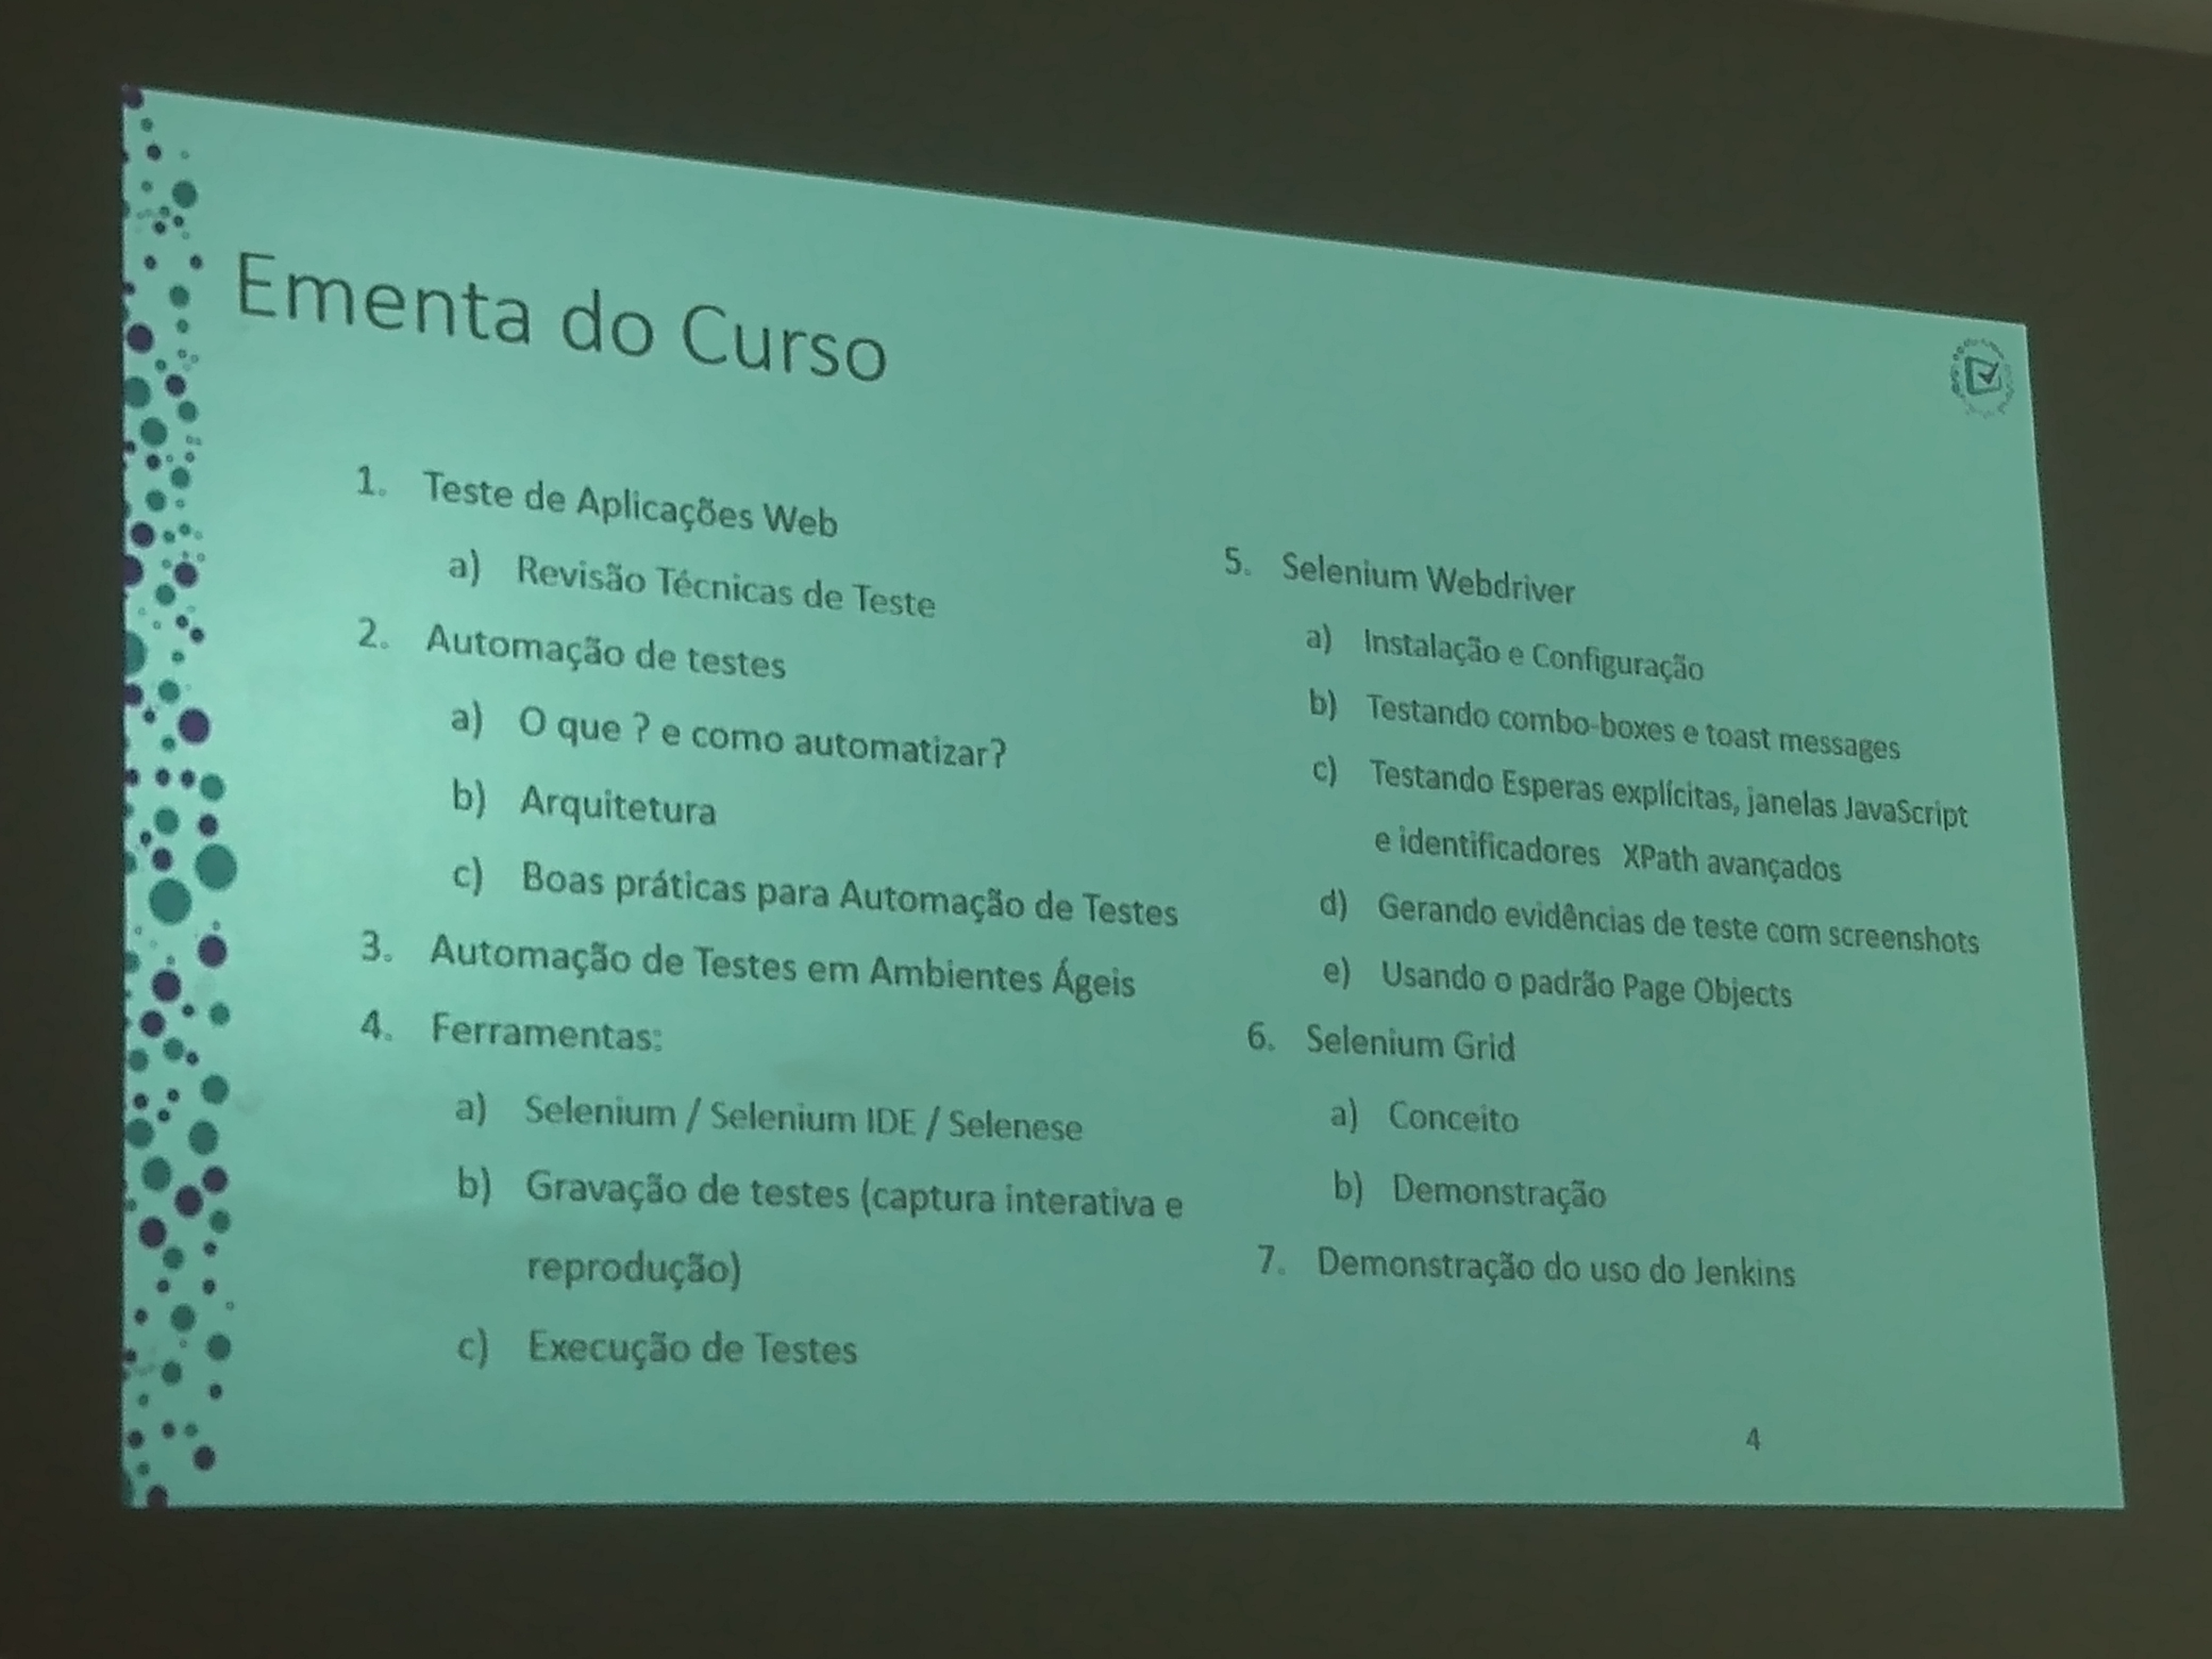 Ementa do Curso
1. Teste de Aplicações Web
a) Revisão Técnicas de Teste
2. Automação de testes
a) O que ? e como automatizar?
b) Arquitetura
c) Boas práticas para Automação de Testes
3. Automação de Testes em Ambientes Ágeis
4. Ferramentas:
a) Selenium / Selenium IDE / Selenese
b) Gravação de testes (captura interativa e
reprodução)
c) Execução de Testes
5. Selenium Webdriver
a) Instalação e Configuração
b) Testando combo-boxes e toast messages
c) Testando Esperas explícitas, janelas JavaScript
e identificadores XPath avançados
d) Gerando evidências de teste com screenshots
e) Usando o padrão Page Objects
6. Selenium Grid
a) Conceito
b) Demonstração
7. Demonstração do uso do Jenkins
4